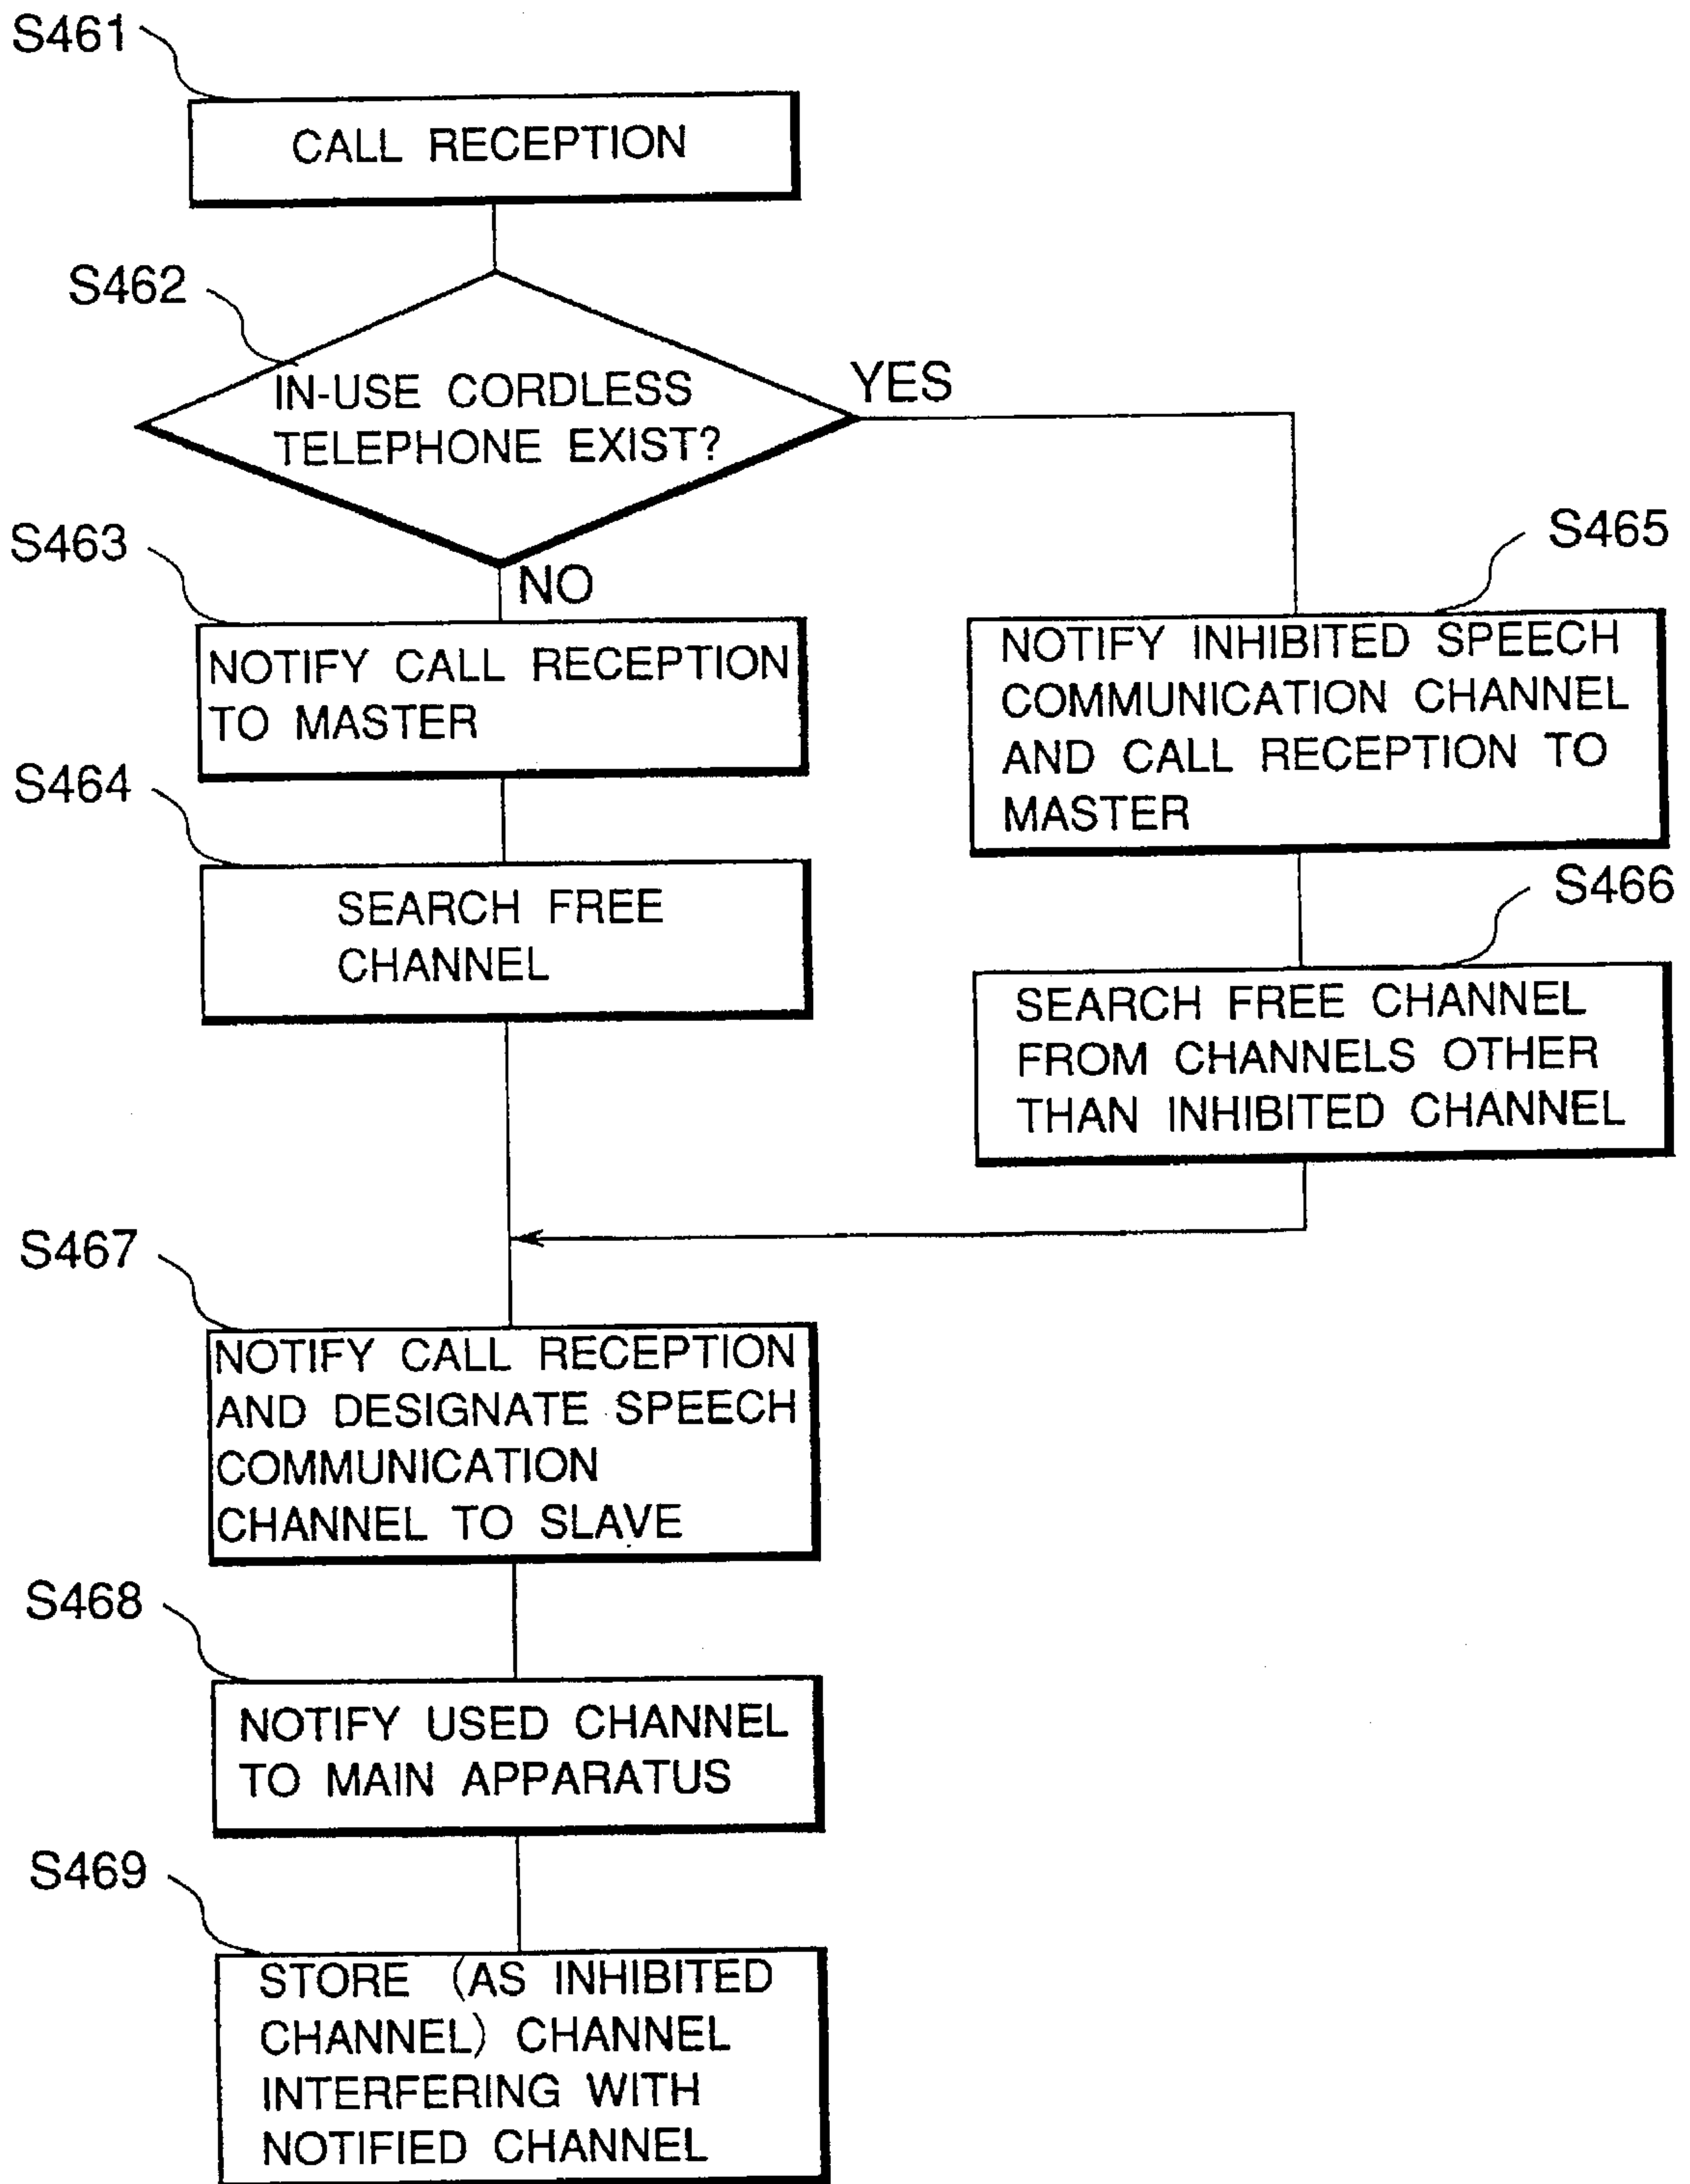 S461
CALL RECEPTION
S462
IN-USE CORDLESS
TELEPHONE EXIST?
YES
NO
S463
NOTIFY CALL RECEPTION
TO MASTER
S465
NOTIFY INHIBITED SPEECH
COMMUNICATION CHANNEL
AND CALL RECEPTION TO
MASTER
S464
SEARCH FREE
CHANNEL
S466
SEARCH FREE CHANNEL
FROM CHANNELS OTHER
THAN INHIBITED CHANNEL
S467
NOTIFY CALL RECEPTION
AND DESIGNATE SPEECH
COMMUNICATION
CHANNEL TO SLAVE
S468
NOTIFY USED CHANNEL
TO MAIN APPARATUS
S469
STORE (AS INHIBITED
CHANNEL) CHANNEL
INTERFERING WITH
NOTIFIED CHANNEL